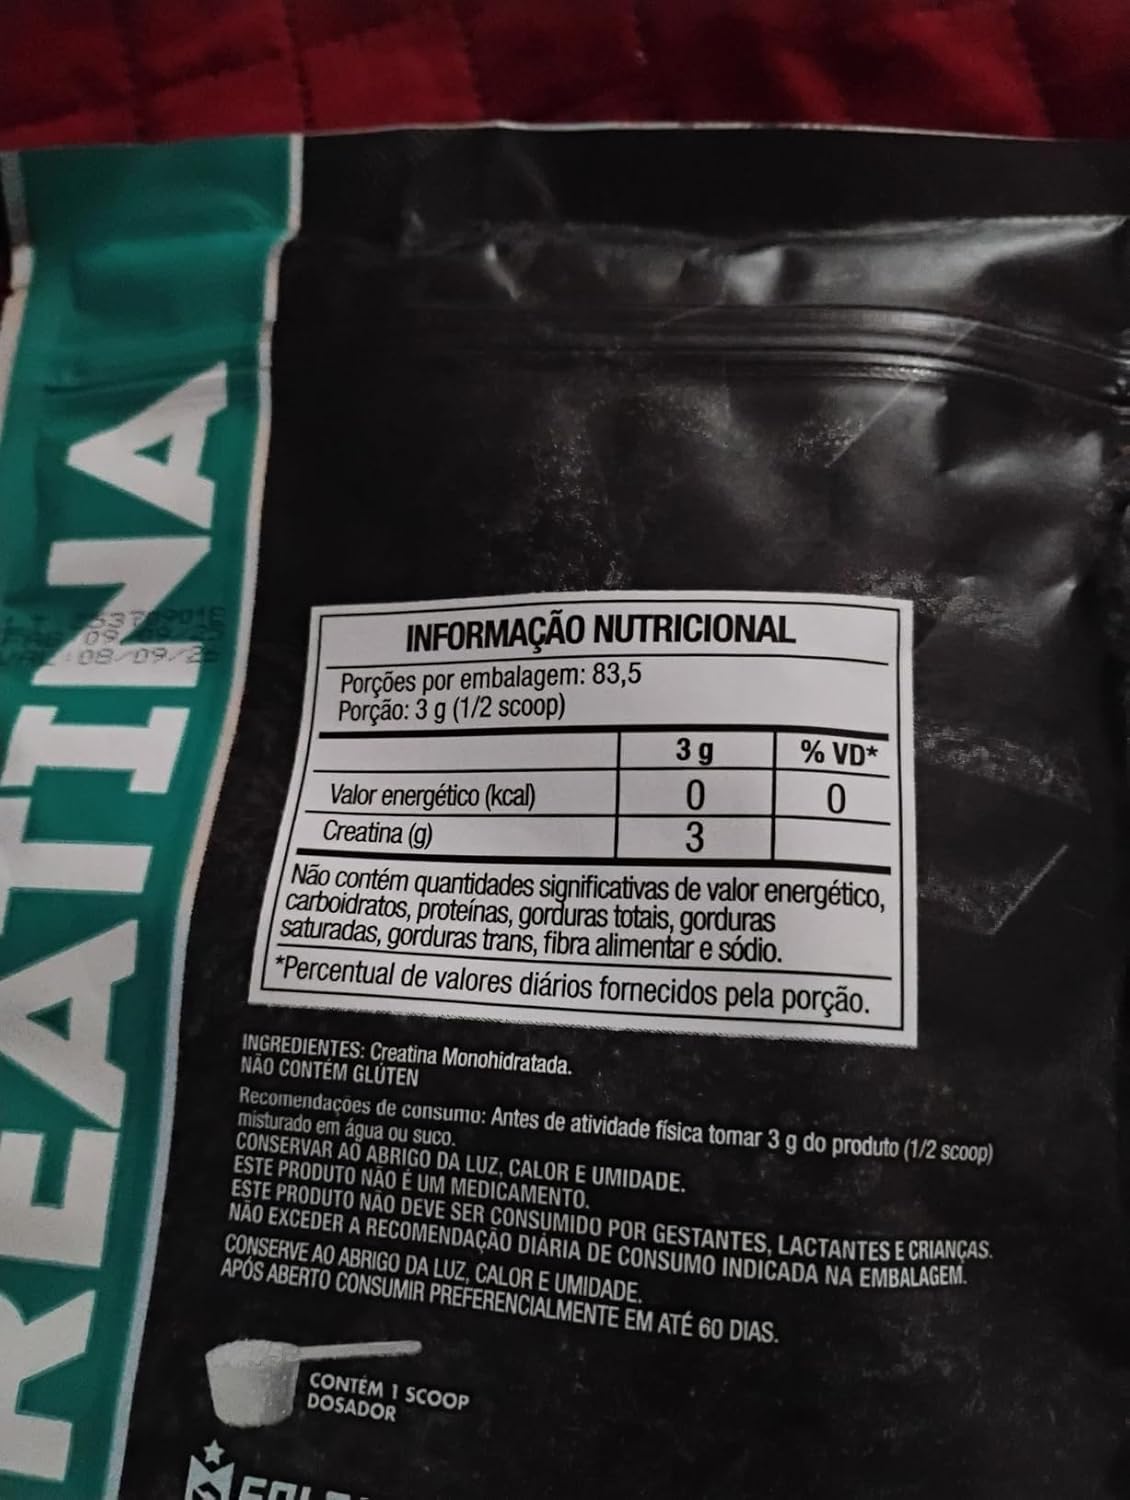 REATINA
08/09/2
INFORMAÇÃO NUTRICIONAL
Porções por embalagem: 83,5
Porção: 3 g (1/2 scoop)
3 g % VD*
Valor energético (kcal) 0 0
Creatina (g) 3
Não contém quantidades significativas de valor energético,
carboidratos, proteínas, gorduras totais, gorduras
saturadas, gorduras trans, fibra alimentar e sódio.
*Percentual de valores diários fornecidos pela porção.
INGREDIENTES: Creatina Monohidratada.
NÃO CONTÉM GLÚTEN
Recomendações de consumo: Antes de atividade física tomar 3 g do produto (1/2 scoop)
misturado em água ou suco.
CONSERVAR AO ABRIGO DA LUZ, CALOR E UMIDADE.
ESTE PRODUTO NÃO É UM MEDICAMENTO.
ESTE PRODUTO NÃO DEVE SER CONSUMIDO POR GESTANTES, LACTANTES E CRIANÇAS.
NÃO EXCEDER A RECOMENDAÇÃO DIÁRIA DE CONSUMO INDICADA NA EMBALAGEM.
CONSERVE AO ABRIGO DA LUZ, CALOR E UMIDADE.
APÓS ABERTO CONSUMIR PREFERENCIALMENTE EM ATÉ 60 DIAS.
CONTÉM 1 SCOOP
DOSADOR